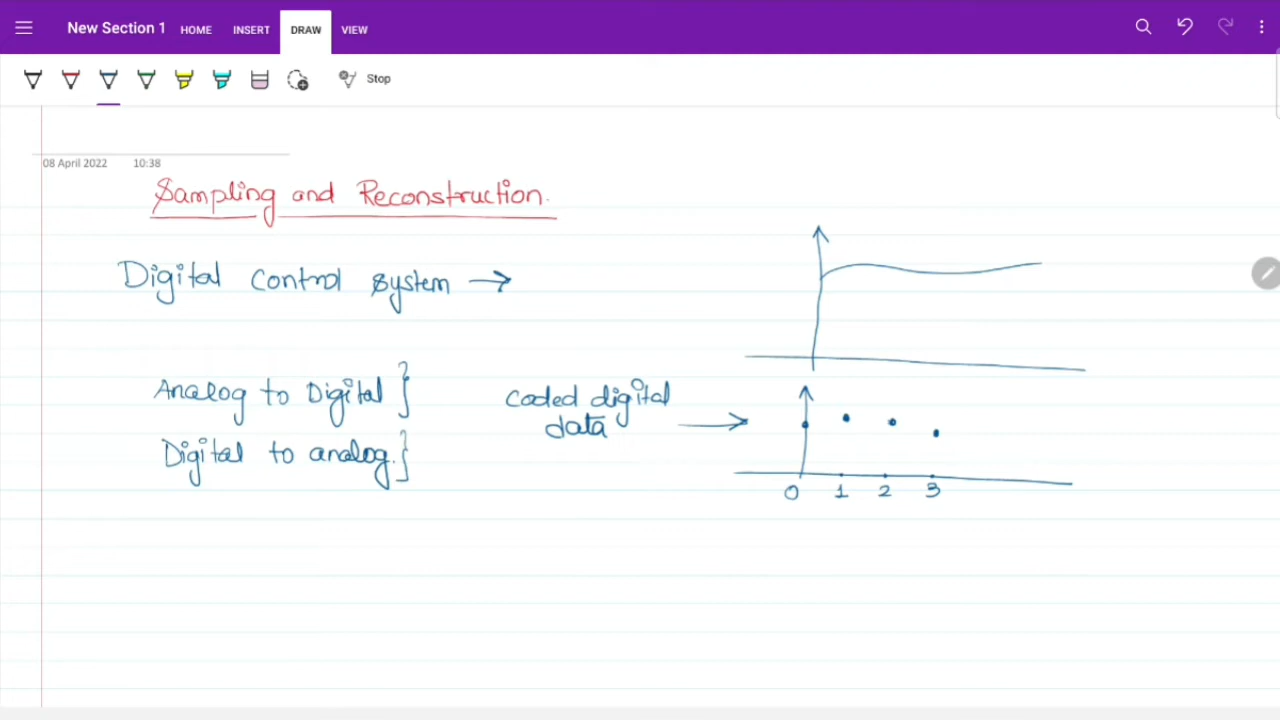 New Section 1 HOME INSERT DRAW VIEW
Stop
08 April 2022 10:38
Sampling and Reconstruction.
Digital Control System →
Analog to Digital }
Digital to analog. }
Coded digital
data →
0 1 2 3